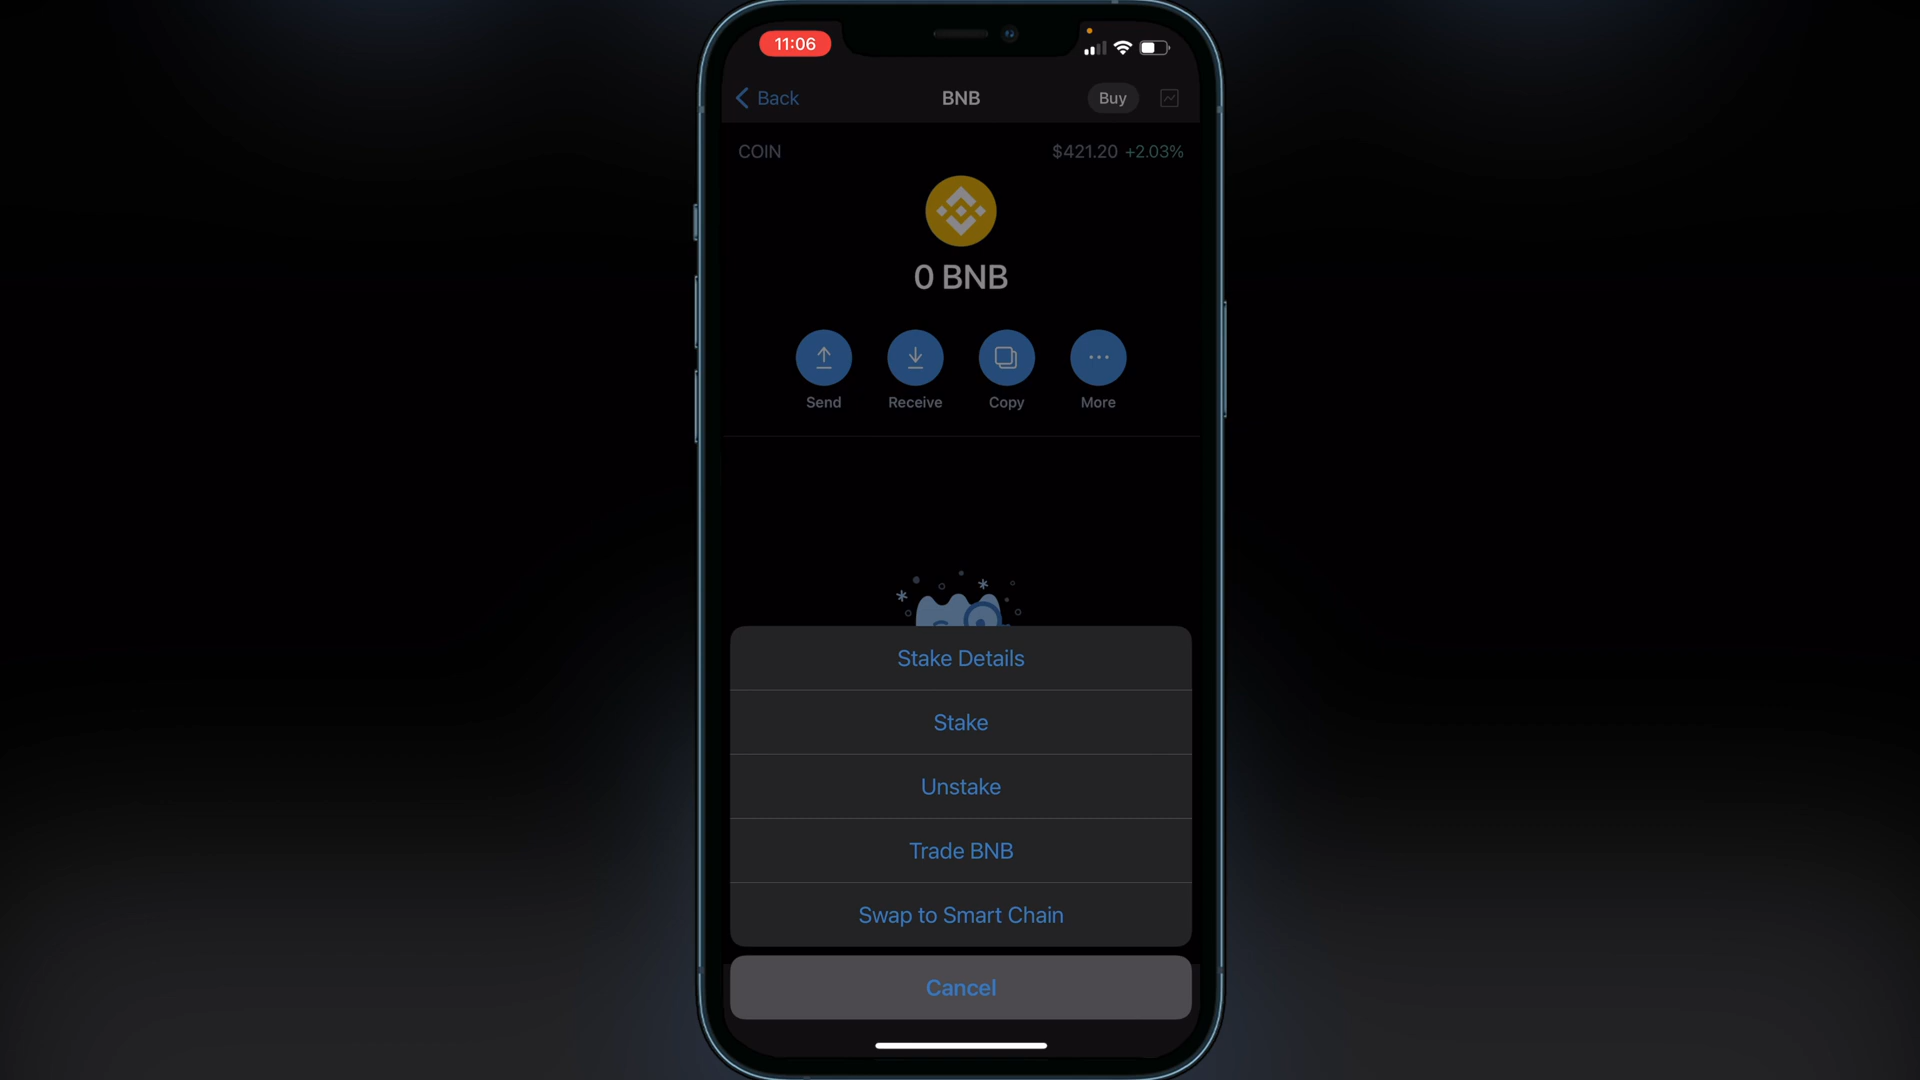 11:06
Back
BNB
Buy
COIN
$421.20 +2.03%
0 BNB
Send
Receive
Copy
More
Stake Details
Stake
Unstake
Trade BNB
Swap to Smart Chain
Cancel